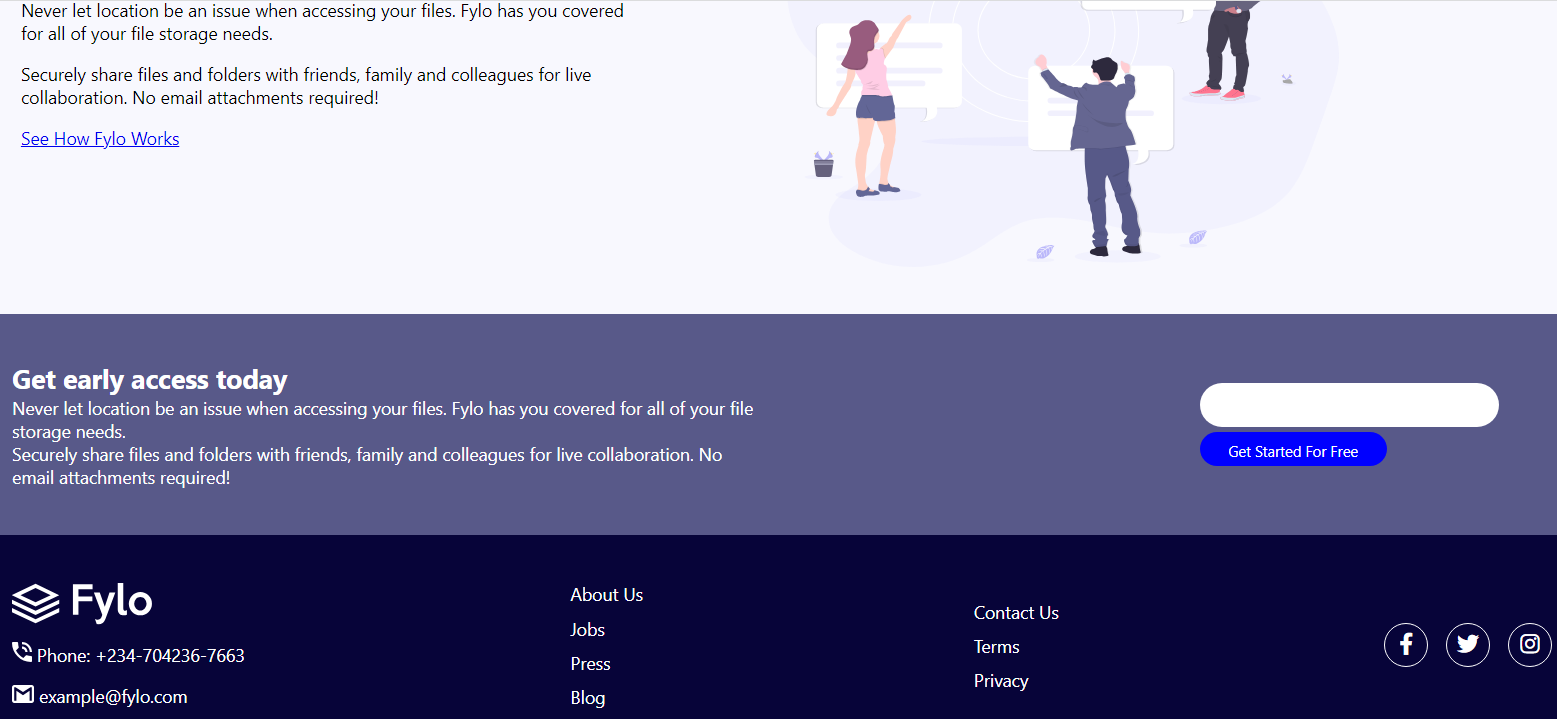 Never let location be an issue when accessing your files. Fylo has you covered
for all of your file storage needs.
Securely share files and folders with friends, family and colleagues for live
collaboration. No email attachments required!
See How Fylo Works
Get early access today
Never let location be an issue when accessing your files. Fylo has you covered for all of your file
storage needs.
Securely share files and folders with friends, family and colleagues for live collaboration. No
email attachments required!
Get Started For Free
Fylo
Phone: +234-704236-7663
example@fylo.com
About Us
Jobs
Press
Blog
Contact Us
Terms
Privacy